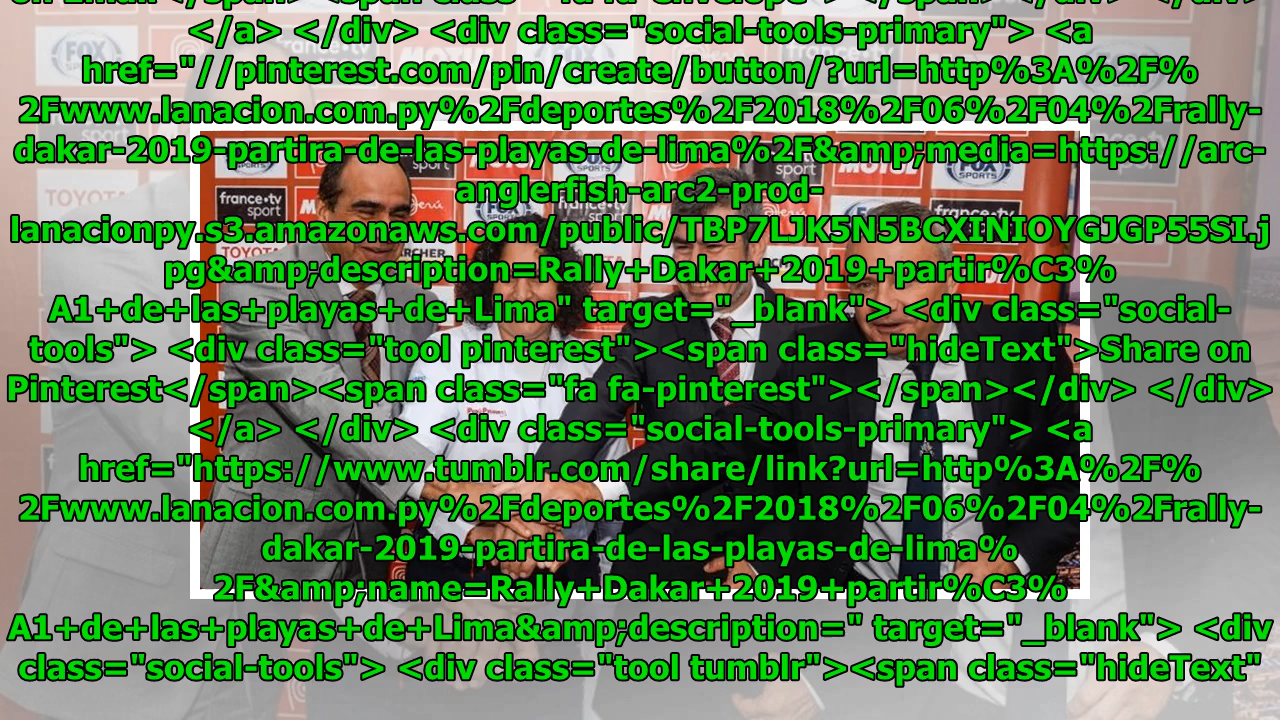 </a> </div> <div class="social-tools-primary"> <a
href="//pinterest.com/pin/create/button/?url=http%3A%2F%
2Fwww.lanacion.com.py%2Fdeportes%2F2018%2F06%2F04%2Frally-
dakar-2019-partira-de-las-playas-de-lima%2F&amp;media=https://arc-
anglerfish-arc2-prod-
lanacionpy.s3.amazonaws.com/public/TBP7LJK5N5BCXINIOYGJGP55SI.j
pg&amp;description=Rally+Dakar+2019+partir%C3%
A1+de+las+playas+de+Lima" target="_blank"> <div class="social-
tools"> <div class="tool pinterest"><span class="hideText">Share on
Pinterest</span><span class="fa fa-pinterest"></span></div> </div>
</a> </div> <div class="social-tools-primary"> <a
href="https://www.tumblr.com/share/link?url=http%3A%2F%
2Fwww.lanacion.com.py%2Fdeportes%2F2018%2F06%2F04%2Frally-
dakar-2019-partira-de-las-playas-de-lima%
2F&amp;name=Rally+Dakar+2019+partir%C3%
A1+de+las+playas+de+Lima&amp;description=" target="_blank"> <div
class="social-tools"> <div class="tool tumblr"><span class="hideText"
FOX
SPORTS
france•tv
sport
TOYOTA